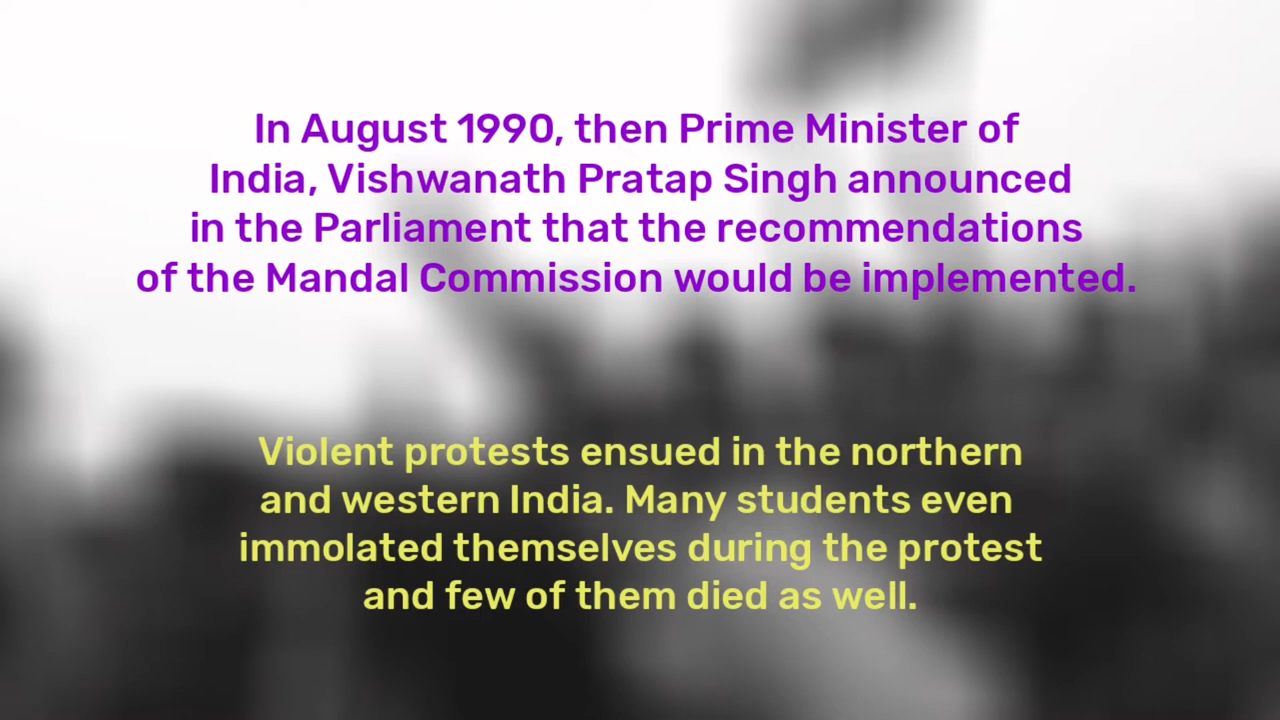 In August 1990, then Prime Minister of
India, Vishwanath Pratap Singh announced
in the Parliament that the recommendations
of the Mandal Commission would be implemented.
Violent protests ensued in the northern
and western India. Many students even
immolated themselves during the protest
and few of them died as well.